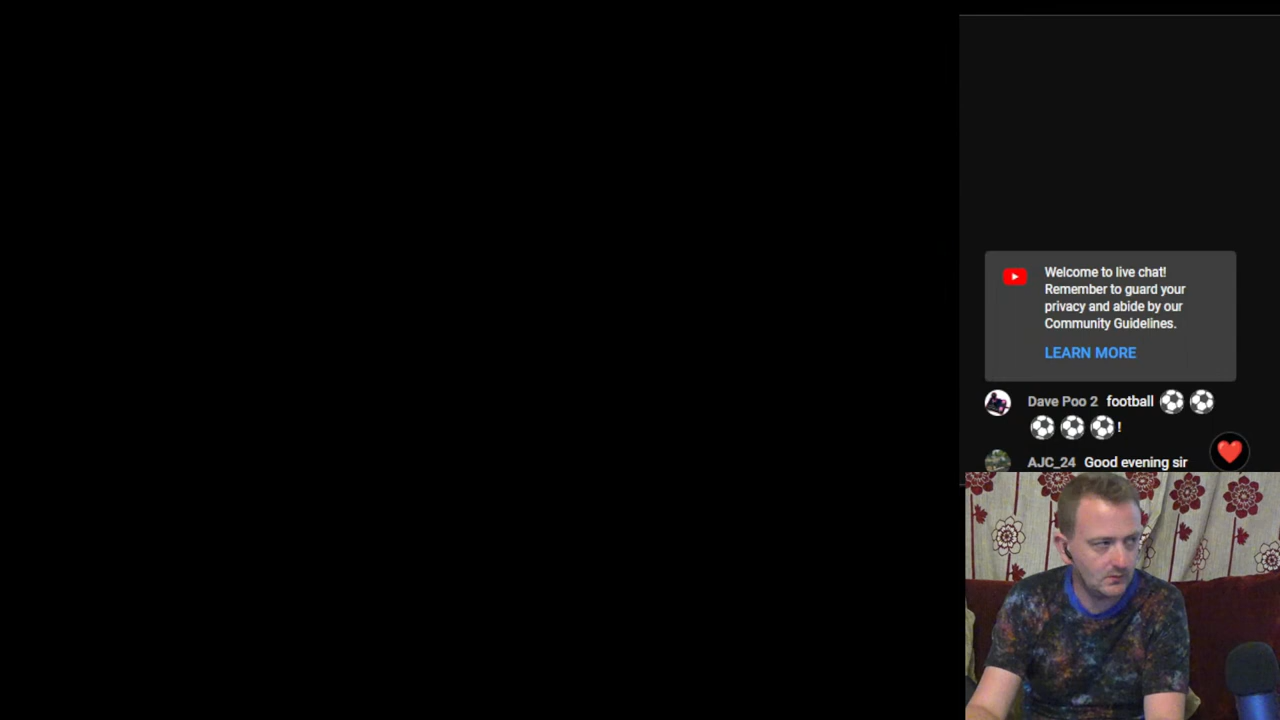 Welcome to live chat!
Remember to guard your
privacy and abide by our
Community Guidelines.
LEARN MORE
Dave Poo 2 football ⚽ ⚽
⚽ ⚽ ⚽ !
AJC_24 Good evening sir